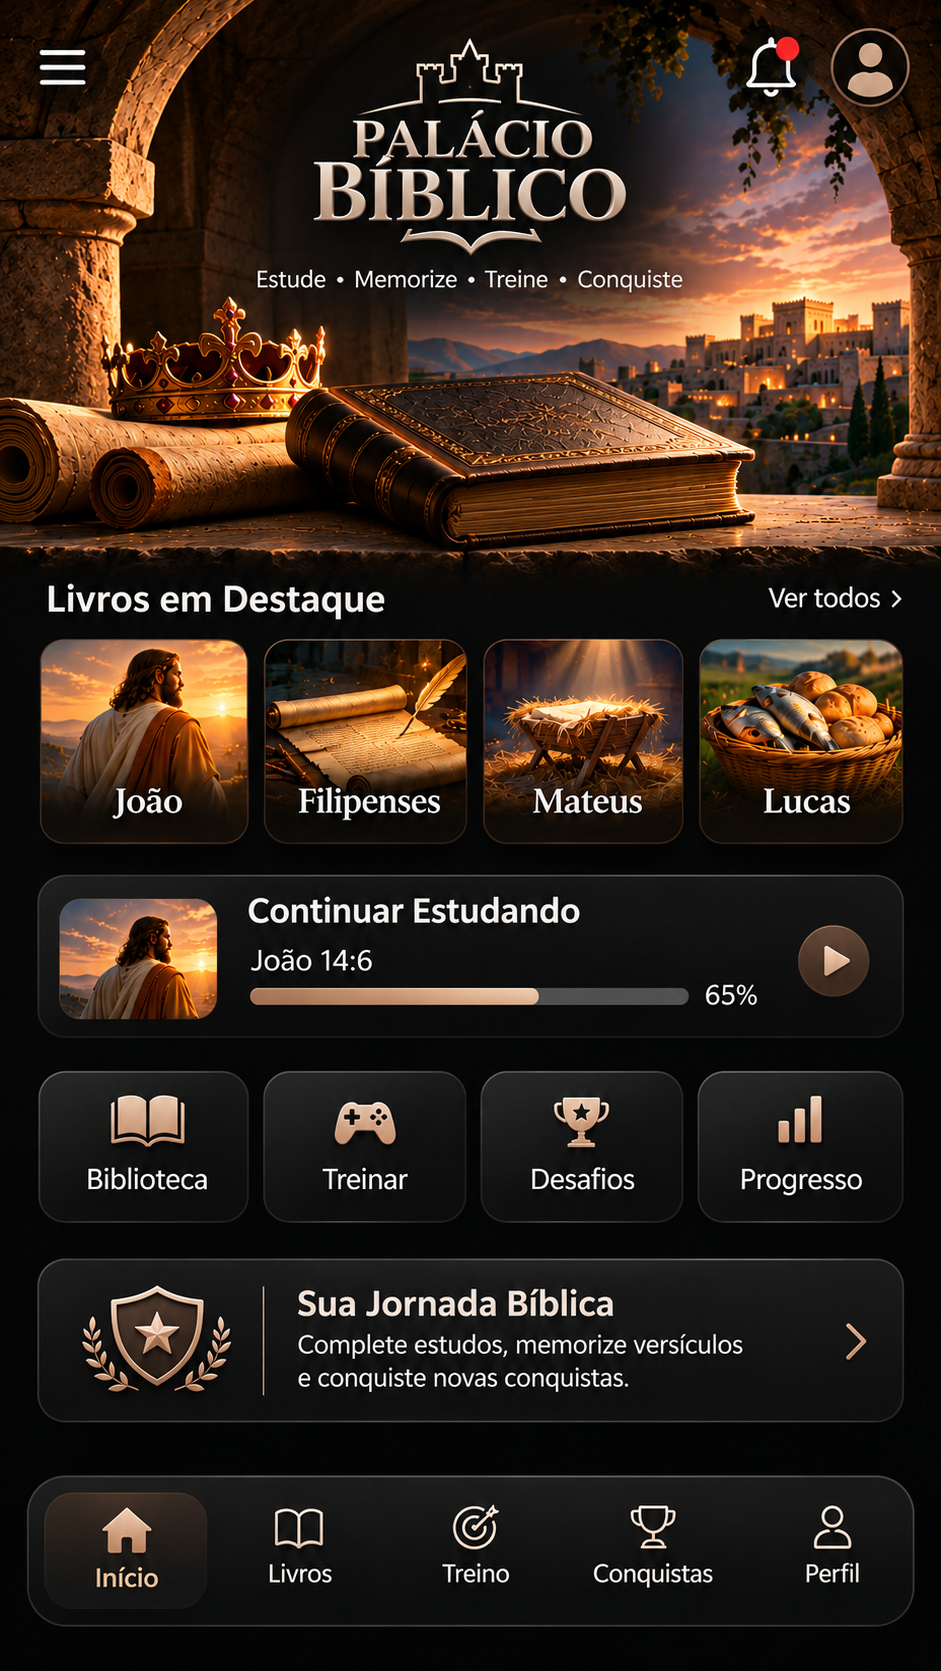 PALÁCIO
BÍBLICO
Estude • Memorize • Treine • Conquiste
Livros em Destaque
Ver todos
João
Filipenses
Mateus
Lucas
Continuar Estudando
João 14:6
65%
Biblioteca
Treinar
Desafios
Progresso
Sua Jornada Bíblica
Complete estudos, memorize versículos
e conquiste novas conquistas.
Início
Livros
Treino
Conquistas
Perfil